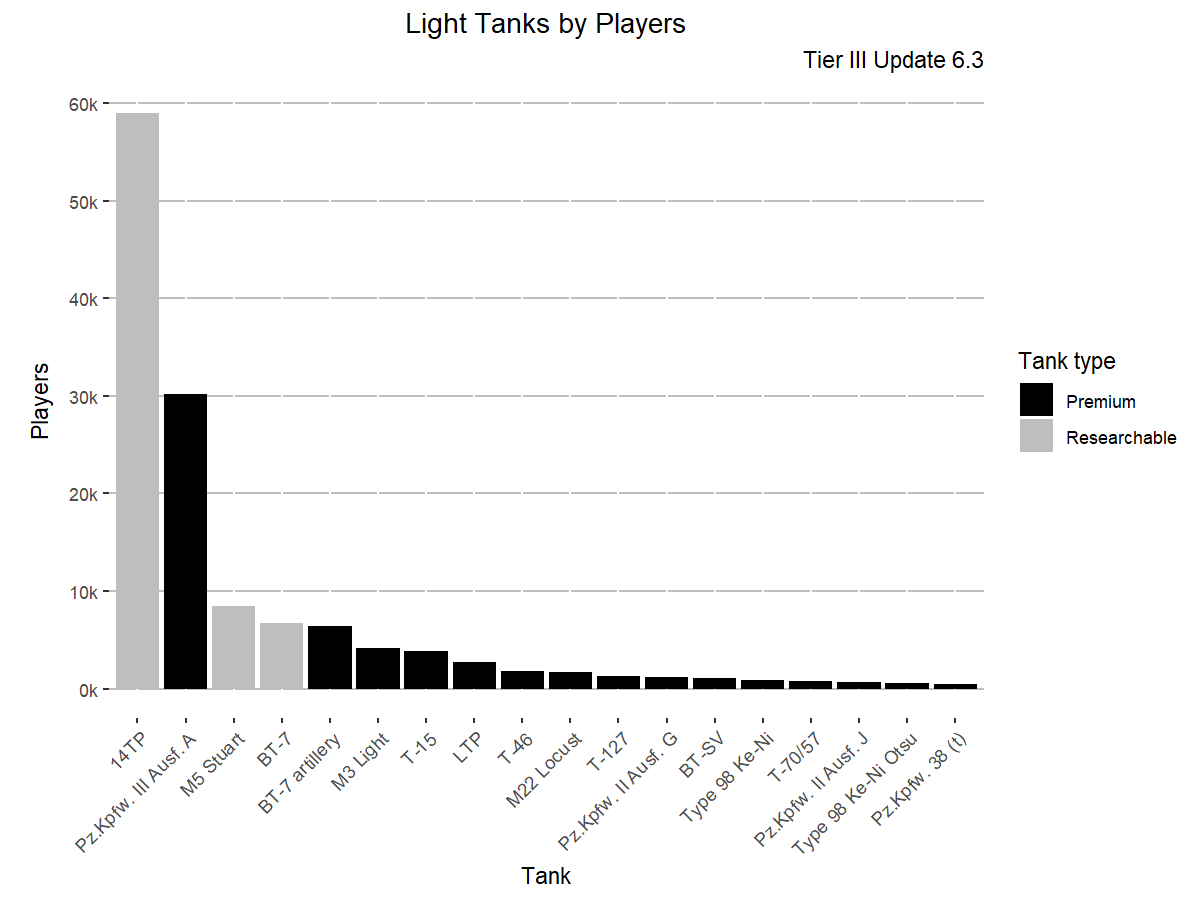 Light Tanks by Players
Tier III Update 6.3
60k
50k
40k
30k
20k
10k
0k
Players
14TP
Pz.Kpfw. III Ausf. A
M5 Stuart
BT-7
BT-7 artillery
M3 Light
T-15
LTP
T-46
M22 Locust
T-127
Pz.Kpfw. II Ausf. G
BT-SV
Type 98 Ke-Ni
T-70/57
Pz.Kpfw. II Ausf. J
Type 98 Ke-Ni Otsu
Pz.Kpfw. 38 (t)
Tank
Tank type
Premium
Researchable